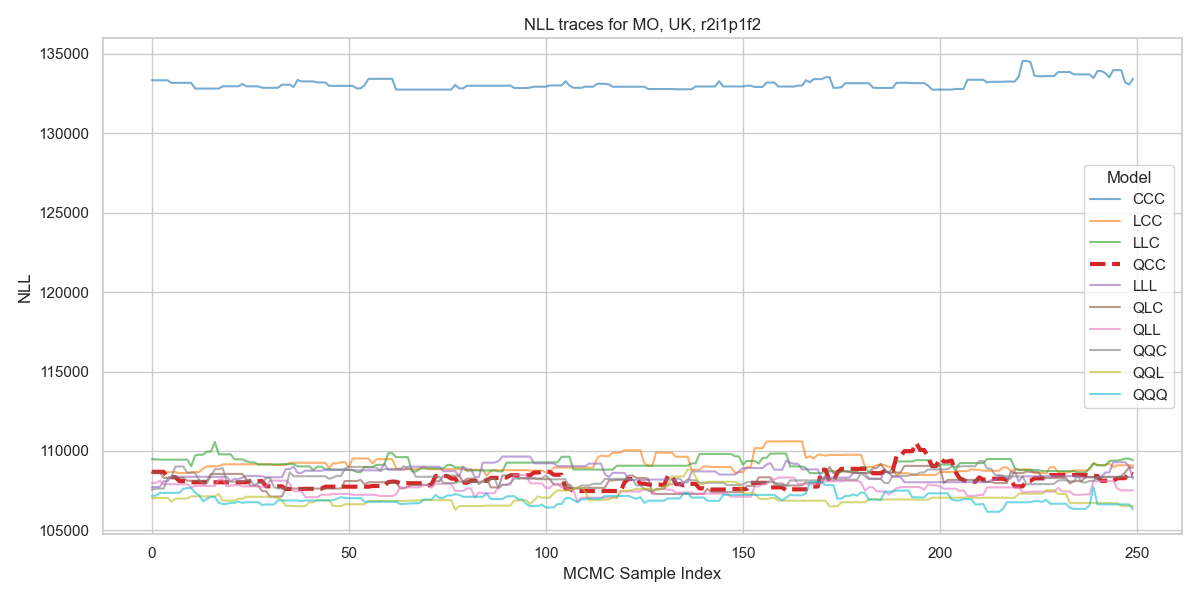 NLL traces for MO, UK, r2i1p1f2
135000
130000
125000
120000
115000
110000
105000
NLL
0
50
100
150
200
250
MCMC Sample Index
Model
CCC
LCC
LLC
QCC
LLL
QLC
QLL
QQC
QQL
QQQ